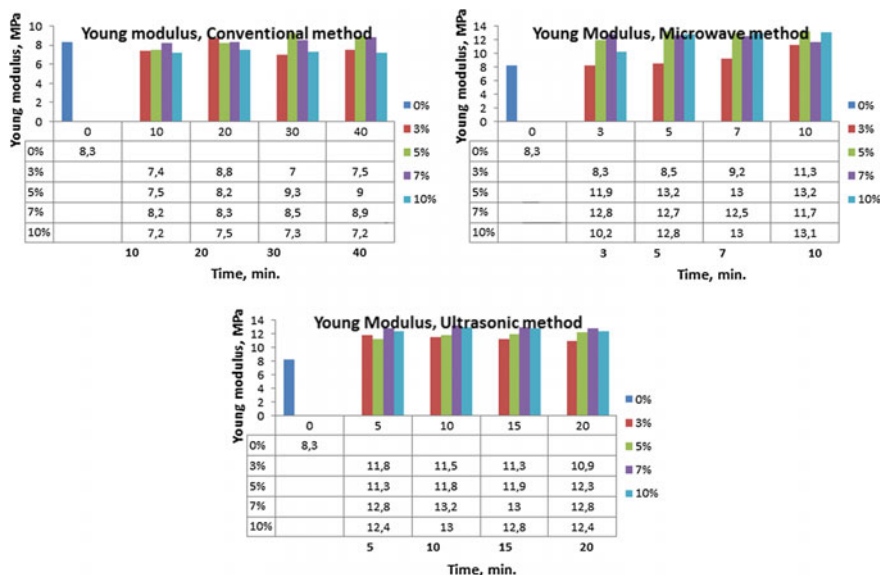 Young modulus, Conventional method
Young modulus, MPa
10
8
6
4
2
0
0 10 20 30 40
0% 8,3
3% 7,4 8,8 7 7,5
5% 7,5 8,2 9,3 9
7% 8,2 8,3 8,5 8,9
10% 7,2 7,5 7,3 7,2
10 20 30 40
Time, min.
0%
3%
5%
7%
10%
Young Modulus, Microwave method
Young modulus, MPa
14
12
10
8
6
4
2
0
0 3 5 7 10
0% 8,3
3% 8,3 8,5 9,2 11,3
5% 11,9 13,2 13 13,2
7% 12,8 12,7 12,5 11,7
10% 10,2 12,8 13 13,1
3 5 7 10
Time, min.
0%
3%
5%
7%
10%
Young Modulus, Ultrasonic method
Young modulus, MPa
14
12
10
8
6
4
2
0
0 5 10 15 20
0% 8,3
3% 11,8 11,5 11,3 10,9
5% 11,3 11,8 11,9 12,3
7% 12,8 13,2 13 12,8
10% 12,4 13 12,8 12,4
5 10 15 20
Time, min.
0%
3%
5%
7%
10%